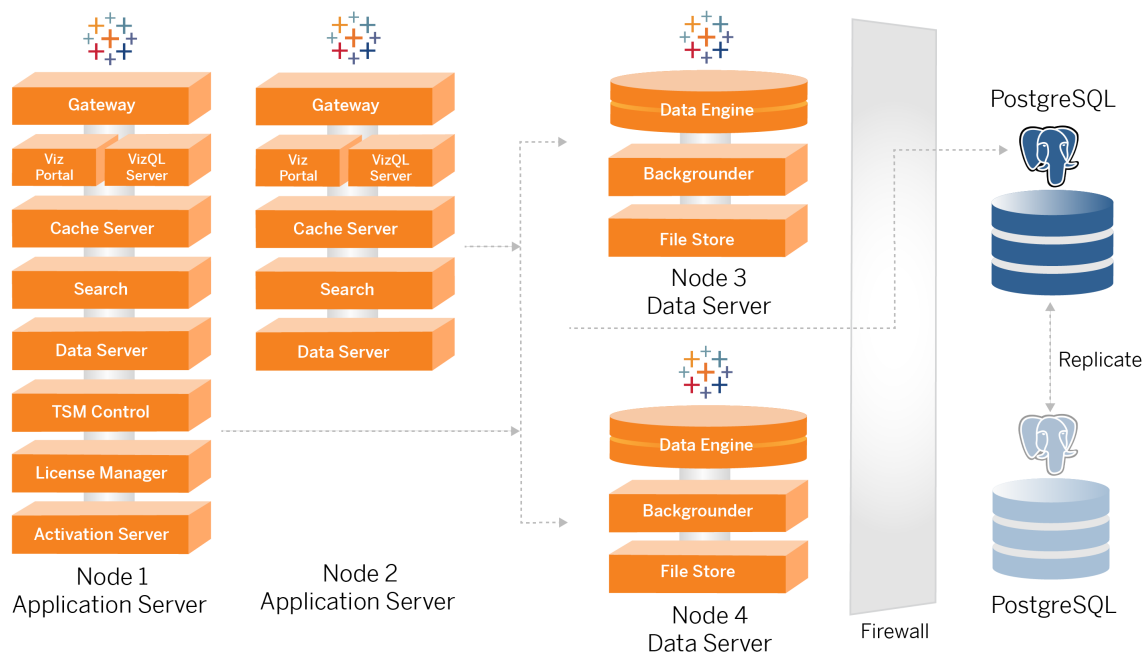 Gateway
Viz
Portal
VizQL
Server
Cache Server
Search
Data Server
TSM Control
License Manager
Activation Server
Node 1
Application Server
Gateway
Viz
Portal
VizQL
Server
Cache Server
Search
Data Server
Node 2
Application Server
Data Engine
Backgrounder
File Store
Node 3
Data Server
Data Engine
Backgrounder
File Store
Node 4
Data Server
Firewall
PostgreSQL
Replicate
PostgreSQL